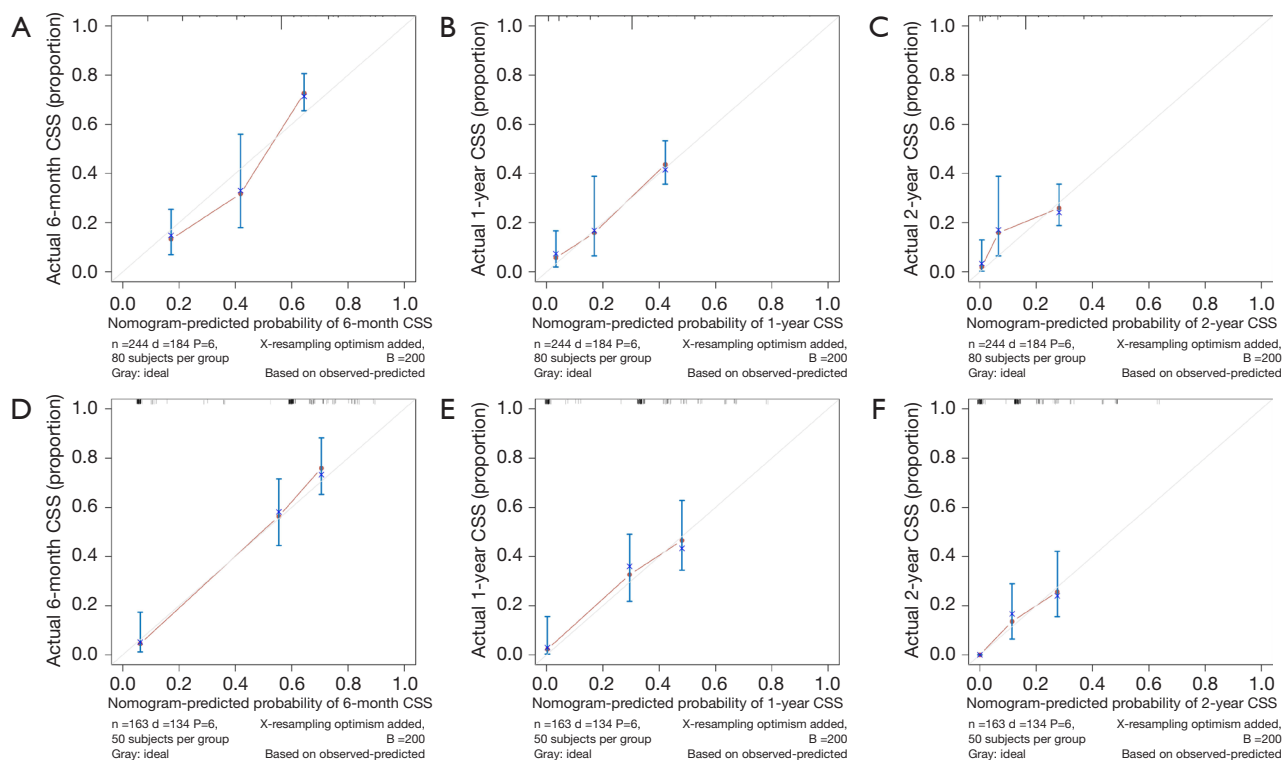 A
Actual 6-month CSS (proportion)
1.0
0.8
0.6
0.4
0.2
0.0
0.0 0.2 0.4 0.6 0.8 1.0
Nomogram-predicted probability of 6-month CSS
n =244 d =184 P=6, X-resampling optimism added,
80 subjects per group B =200
Gray: ideal Based on observed-predicted
B
Actual 1-year CSS (proportion)
1.0
0.8
0.6
0.4
0.2
0.0
0.0 0.2 0.4 0.6 0.8 1.0
Nomogram-predicted probability of 1-year CSS
n =244 d =184 P=6, X-resampling optimism added,
80 subjects per group B =200
Gray: ideal Based on observed-predicted
C
Actual 2-year CSS (proportion)
1.0
0.8
0.6
0.4
0.2
0.0
0.0 0.2 0.4 0.6 0.8 1.0
Nomogram-predicted probability of 2-year CSS
n =244 d =184 P=6, X-resampling optimism added,
80 subjects per group B =200
Gray: ideal Based on observed-predicted
D
Actual 6-month CSS (proportion)
1.0
0.8
0.6
0.4
0.2
0.0
0.0 0.2 0.4 0.6 0.8 1.0
Nomogram-predicted probability of 6-month CSS
n =163 d =134 P=6, X-resampling optimism added,
50 subjects per group B =200
Gray: ideal Based on observed-predicted
E
Actual 1-year CSS (proportion)
1.0
0.8
0.6
0.4
0.2
0.0
0.0 0.2 0.4 0.6 0.8 1.0
Nomogram-predicted probability of 1-year CSS
n =163 d =134 P=6, X-resampling optimism added,
50 subjects per group B =200
Gray: ideal Based on observed-predicted
F
Actual 2-year CSS (proportion)
1.0
0.8
0.6
0.4
0.2
0.0
0.0 0.2 0.4 0.6 0.8 1.0
Nomogram-predicted probability of 2-year CSS
n =163 d =134 P=6, X-resampling optimism added,
50 subjects per group B =200
Gray: ideal Based on observed-predicted